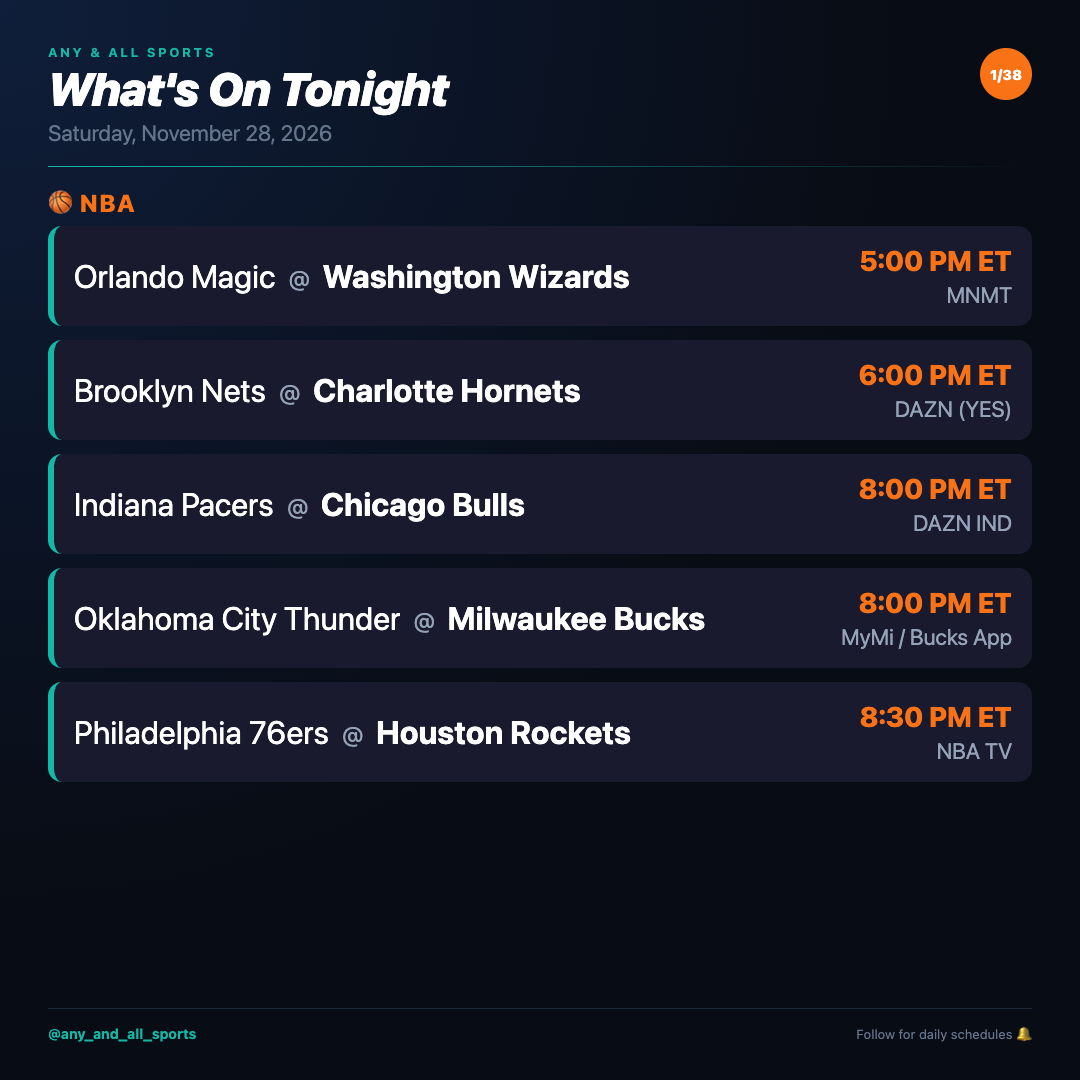 ANY & ALL SPORTS
What's On Tonight
Saturday, November 28, 2026
1/38
🏀 NBA
Orlando Magic @ Washington Wizards
5:00 PM ET
MNMT
Brooklyn Nets @ Charlotte Hornets
6:00 PM ET
DAZN (YES)
Indiana Pacers @ Chicago Bulls
8:00 PM ET
DAZN IND
Oklahoma City Thunder @ Milwaukee Bucks
8:00 PM ET
MyMi / Bucks App
Philadelphia 76ers @ Houston Rockets
8:30 PM ET
NBA TV
@any_and_all_sports
Follow for daily schedules 🔔